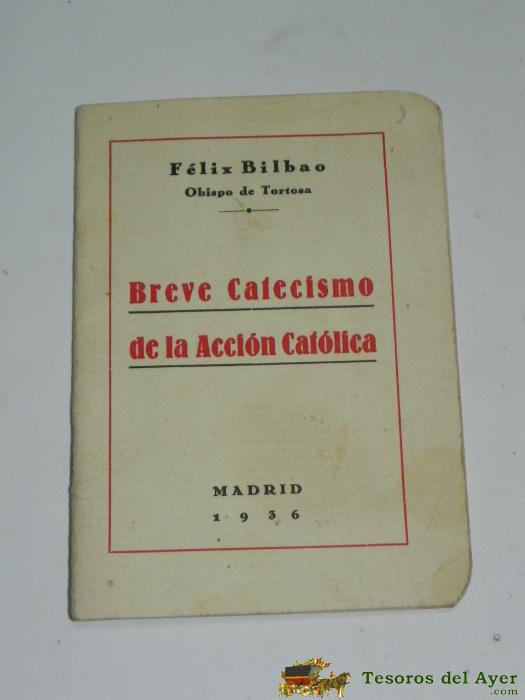 Félix Bilbao
Obispo de Tortosa
Breve Catecismo
de la Acción Católica
MADRID
1936
Tesoros del Ayer
.com